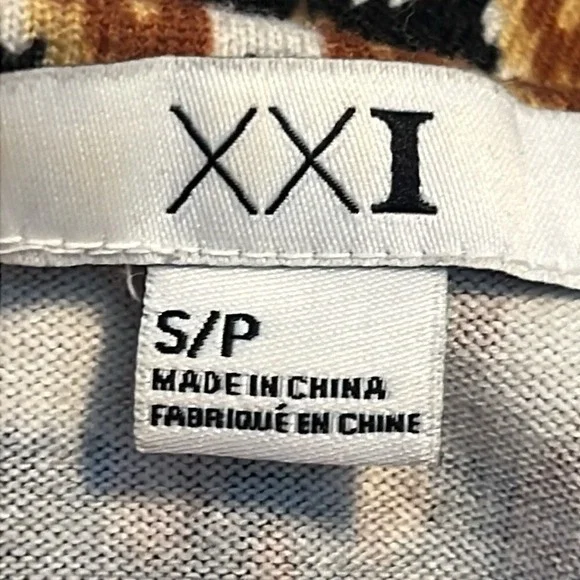 XXI
S/P
MADE IN CHINA
FABRIQUÉ EN CHINE